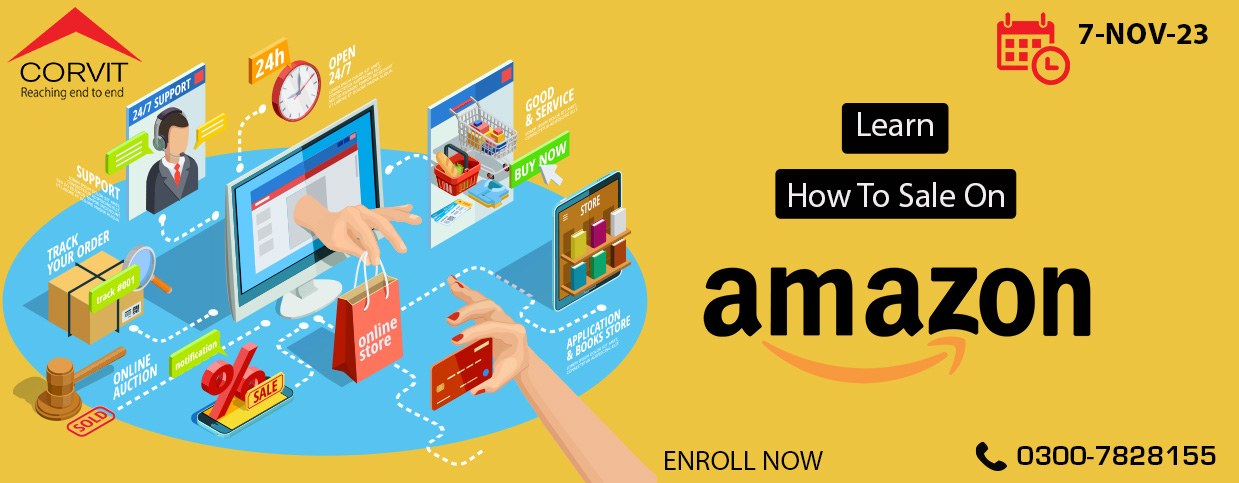 CORVIT
Reaching end to end
7-NOV-23
24h
OPEN
24/7
24/7 SUPPORT
SUPPORT
GOOD
& SERVICE
BUY NOW
STORE
TRACK
YOUR ORDER
track #001
online
store
APPLICATION
& BOOKS STORE
ONLINE
AUCTION
notification
SALE
SOLD
Learn
How To Sale On
amazon
ENROLL NOW
0300-7828155